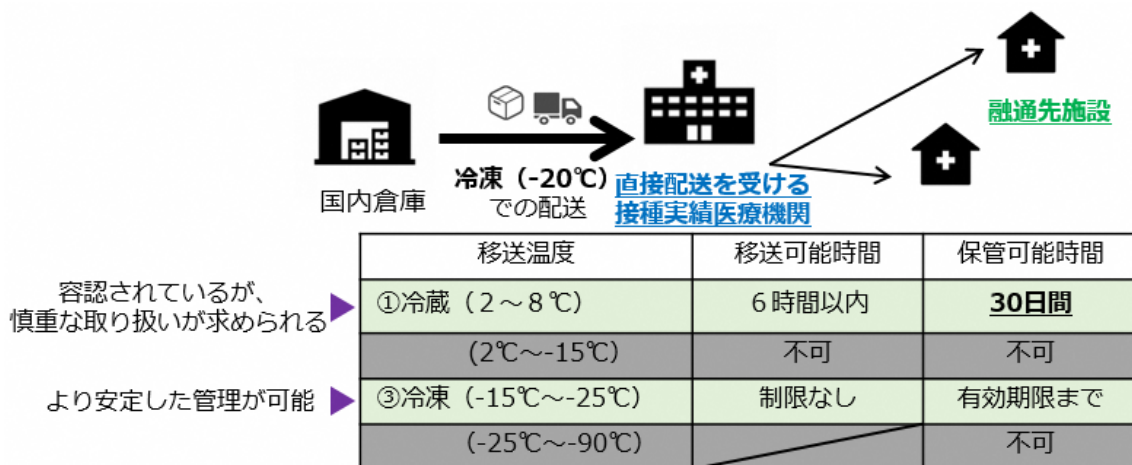 融通先施設
国内倉庫
冷凍（-20℃）
での配送
直接配送を受ける
接種実績医療機関
移送温度 移送可能時間 保管可能時間
容認されているが、
慎重な取り扱いが求められる
①冷蔵（２～８℃） ６時間以内 30日間
(2℃～-15℃) 不可 不可
より安定した管理が可能
③冷凍（-15℃～-25℃） 制限なし 有効期限まで
(-25℃～-90℃) 不可